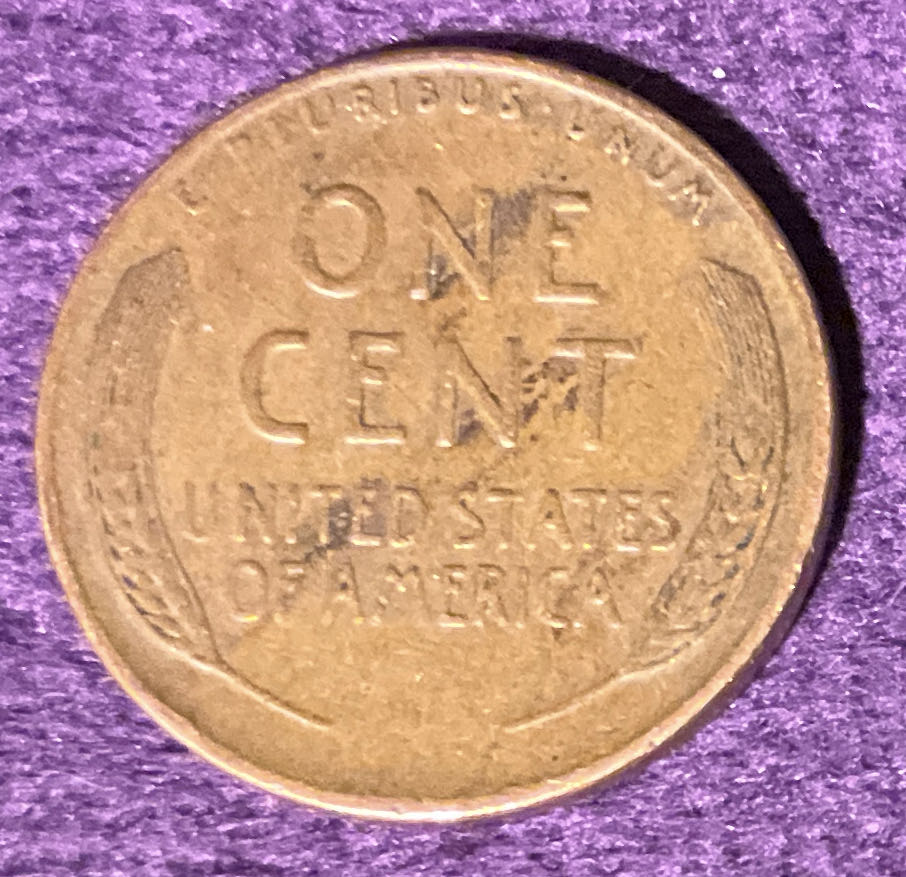 E · PLURIBUS · UNUM
ONE
CENT
UNITED STATES
OF AMERICA